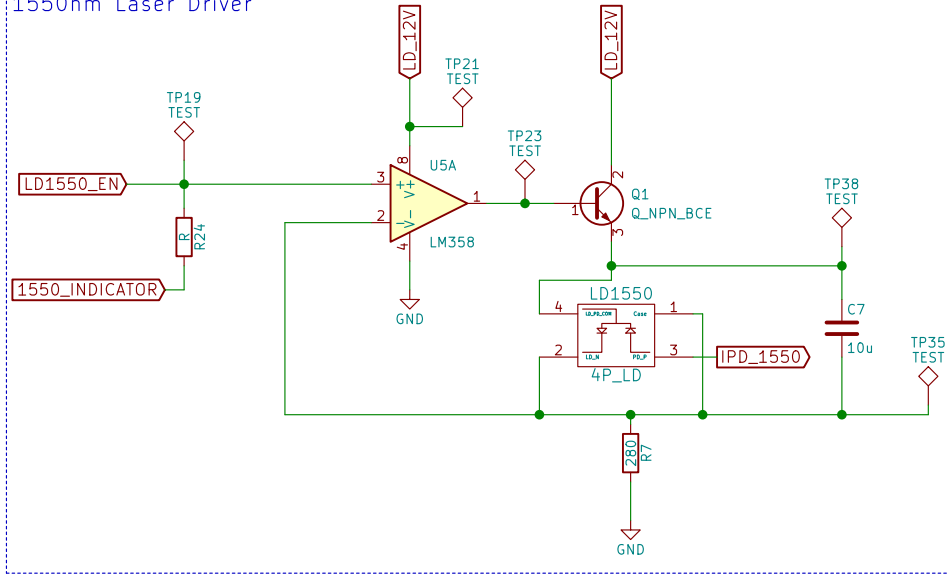 1550nm Laser Driver
LD_12V
LD_12V
TP21
TEST
TP19
TEST
TP23
TEST
TP38
TEST
8
U5A
2
Q1
Q_NPN_BCE
LD1550_EN
3
+
V+
1
1
R
R24
2
-
V-
4
LM358
3
1550_INDICATOR
GND
LD1550
4
LD_PD_COM
Case
1
C7
10u
2
LD_N
PD_P
3
IPD_1550
4P_LD
TP35
TEST
280
R7
GND